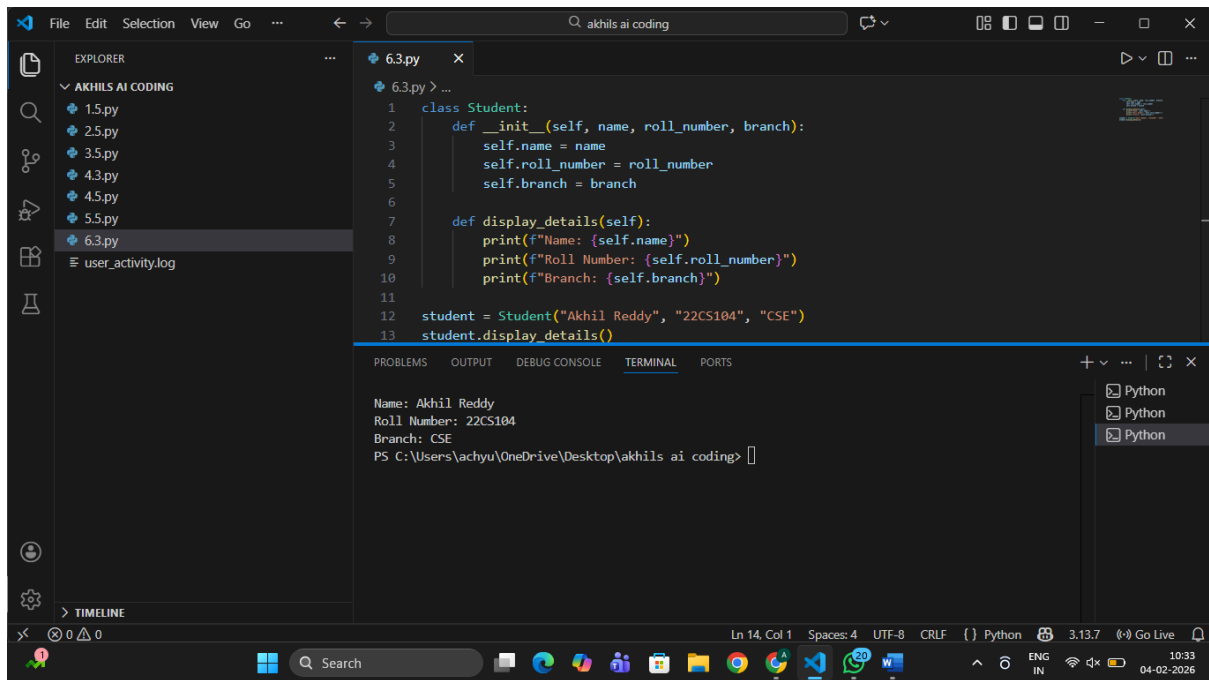 File Edit Selection View Go ··· akhils ai coding
EXPLORER ···
AKHILS AI CODING
1.5.py
2.5.py
3.5.py
4.3.py
4.5.py
5.5.py
6.3.py
user_activity.log
TIMELINE
6.3.py
6.3.py > ...
1 class Student:
2 def __init__(self, name, roll_number, branch):
3 self.name = name
4 self.roll_number = roll_number
5 self.branch = branch
6
7 def display_details(self):
8 print(f"Name: {self.name}")
9 print(f"Roll Number: {self.roll_number}")
10 print(f"Branch: {self.branch}")
11
12 student = Student("Akhil Reddy", "22CS104", "CSE")
13 student.display_details()
PROBLEMS OUTPUT DEBUG CONSOLE TERMINAL PORTS
Name: Akhil Reddy
Roll Number: 22CS104
Branch: CSE
PS C:\Users\achyu\OneDrive\Desktop\akhils ai coding>
Python
Python
Python
0 0 Ln 14, Col 1 Spaces: 4 UTF-8 CRLF { } Python 3.13.7 Go Live
1 Search A 20 ENG 10:33
IN 04-02-2026